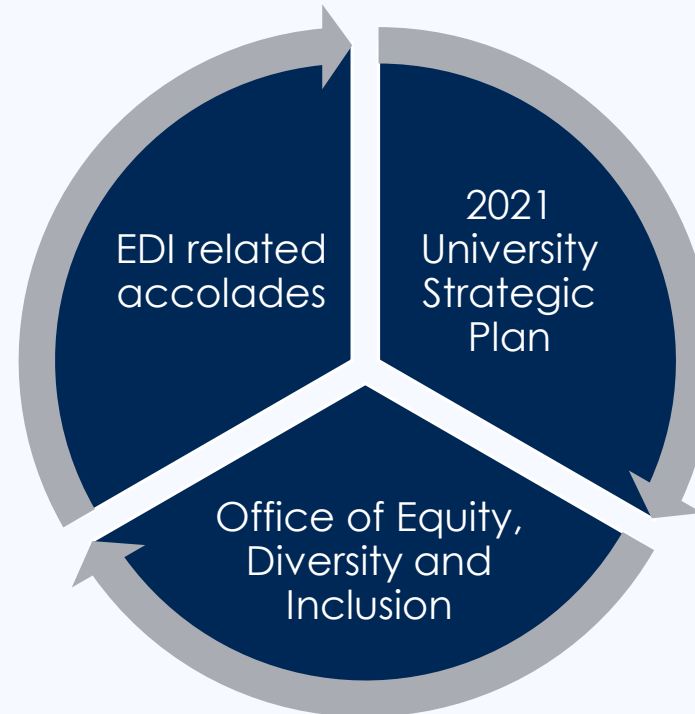 EDI related
accolades
2021
University
Strategic
Plan
Office of Equity,
Diversity and
Inclusion